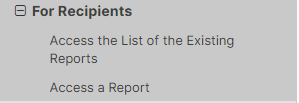 For Recipients
Access the List of the Existing
Reports
Access a Report